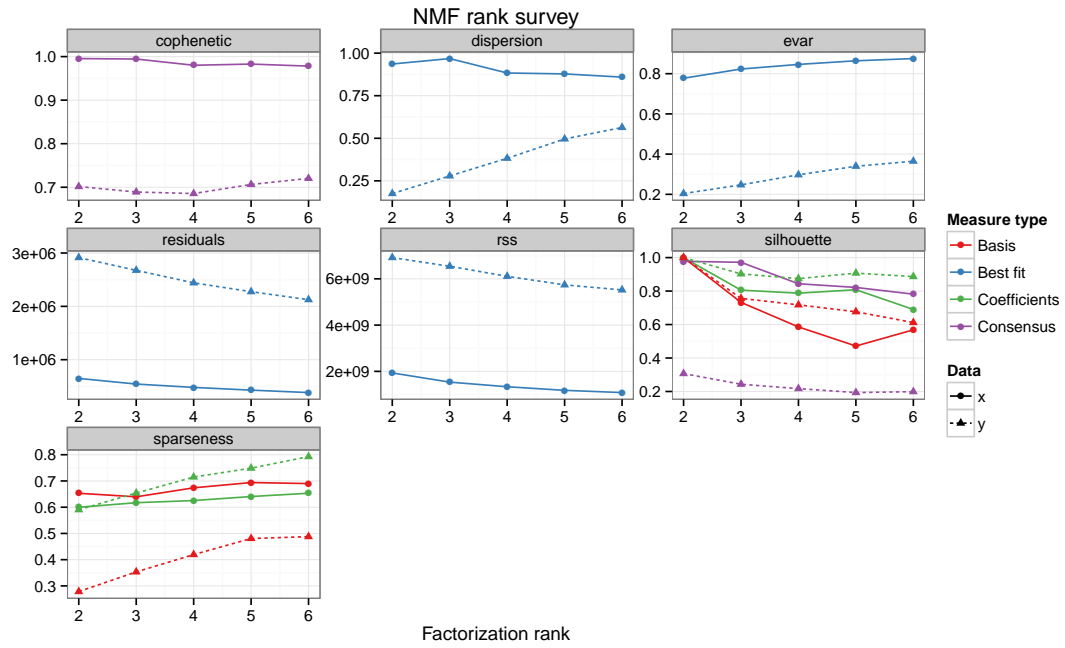 NMF rank survey
cophenetic
1.0
0.9
0.8
0.7
2 3 4 5 6
dispersion
1.00
0.75
0.50
0.25
2 3 4 5 6
evar
0.8
0.6
0.4
0.2
2 3 4 5 6
residuals
3e+06
2e+06
1e+06
2 3 4 5 6
rss
6e+09
4e+09
2e+09
2 3 4 5 6
silhouette
1.0
0.8
0.6
0.4
0.2
2 3 4 5 6
sparseness
0.8
0.7
0.6
0.5
0.4
0.3
2 3 4 5 6
Factorization rank
Measure type
Basis
Best fit
Coefficients
Consensus
Data
x
y